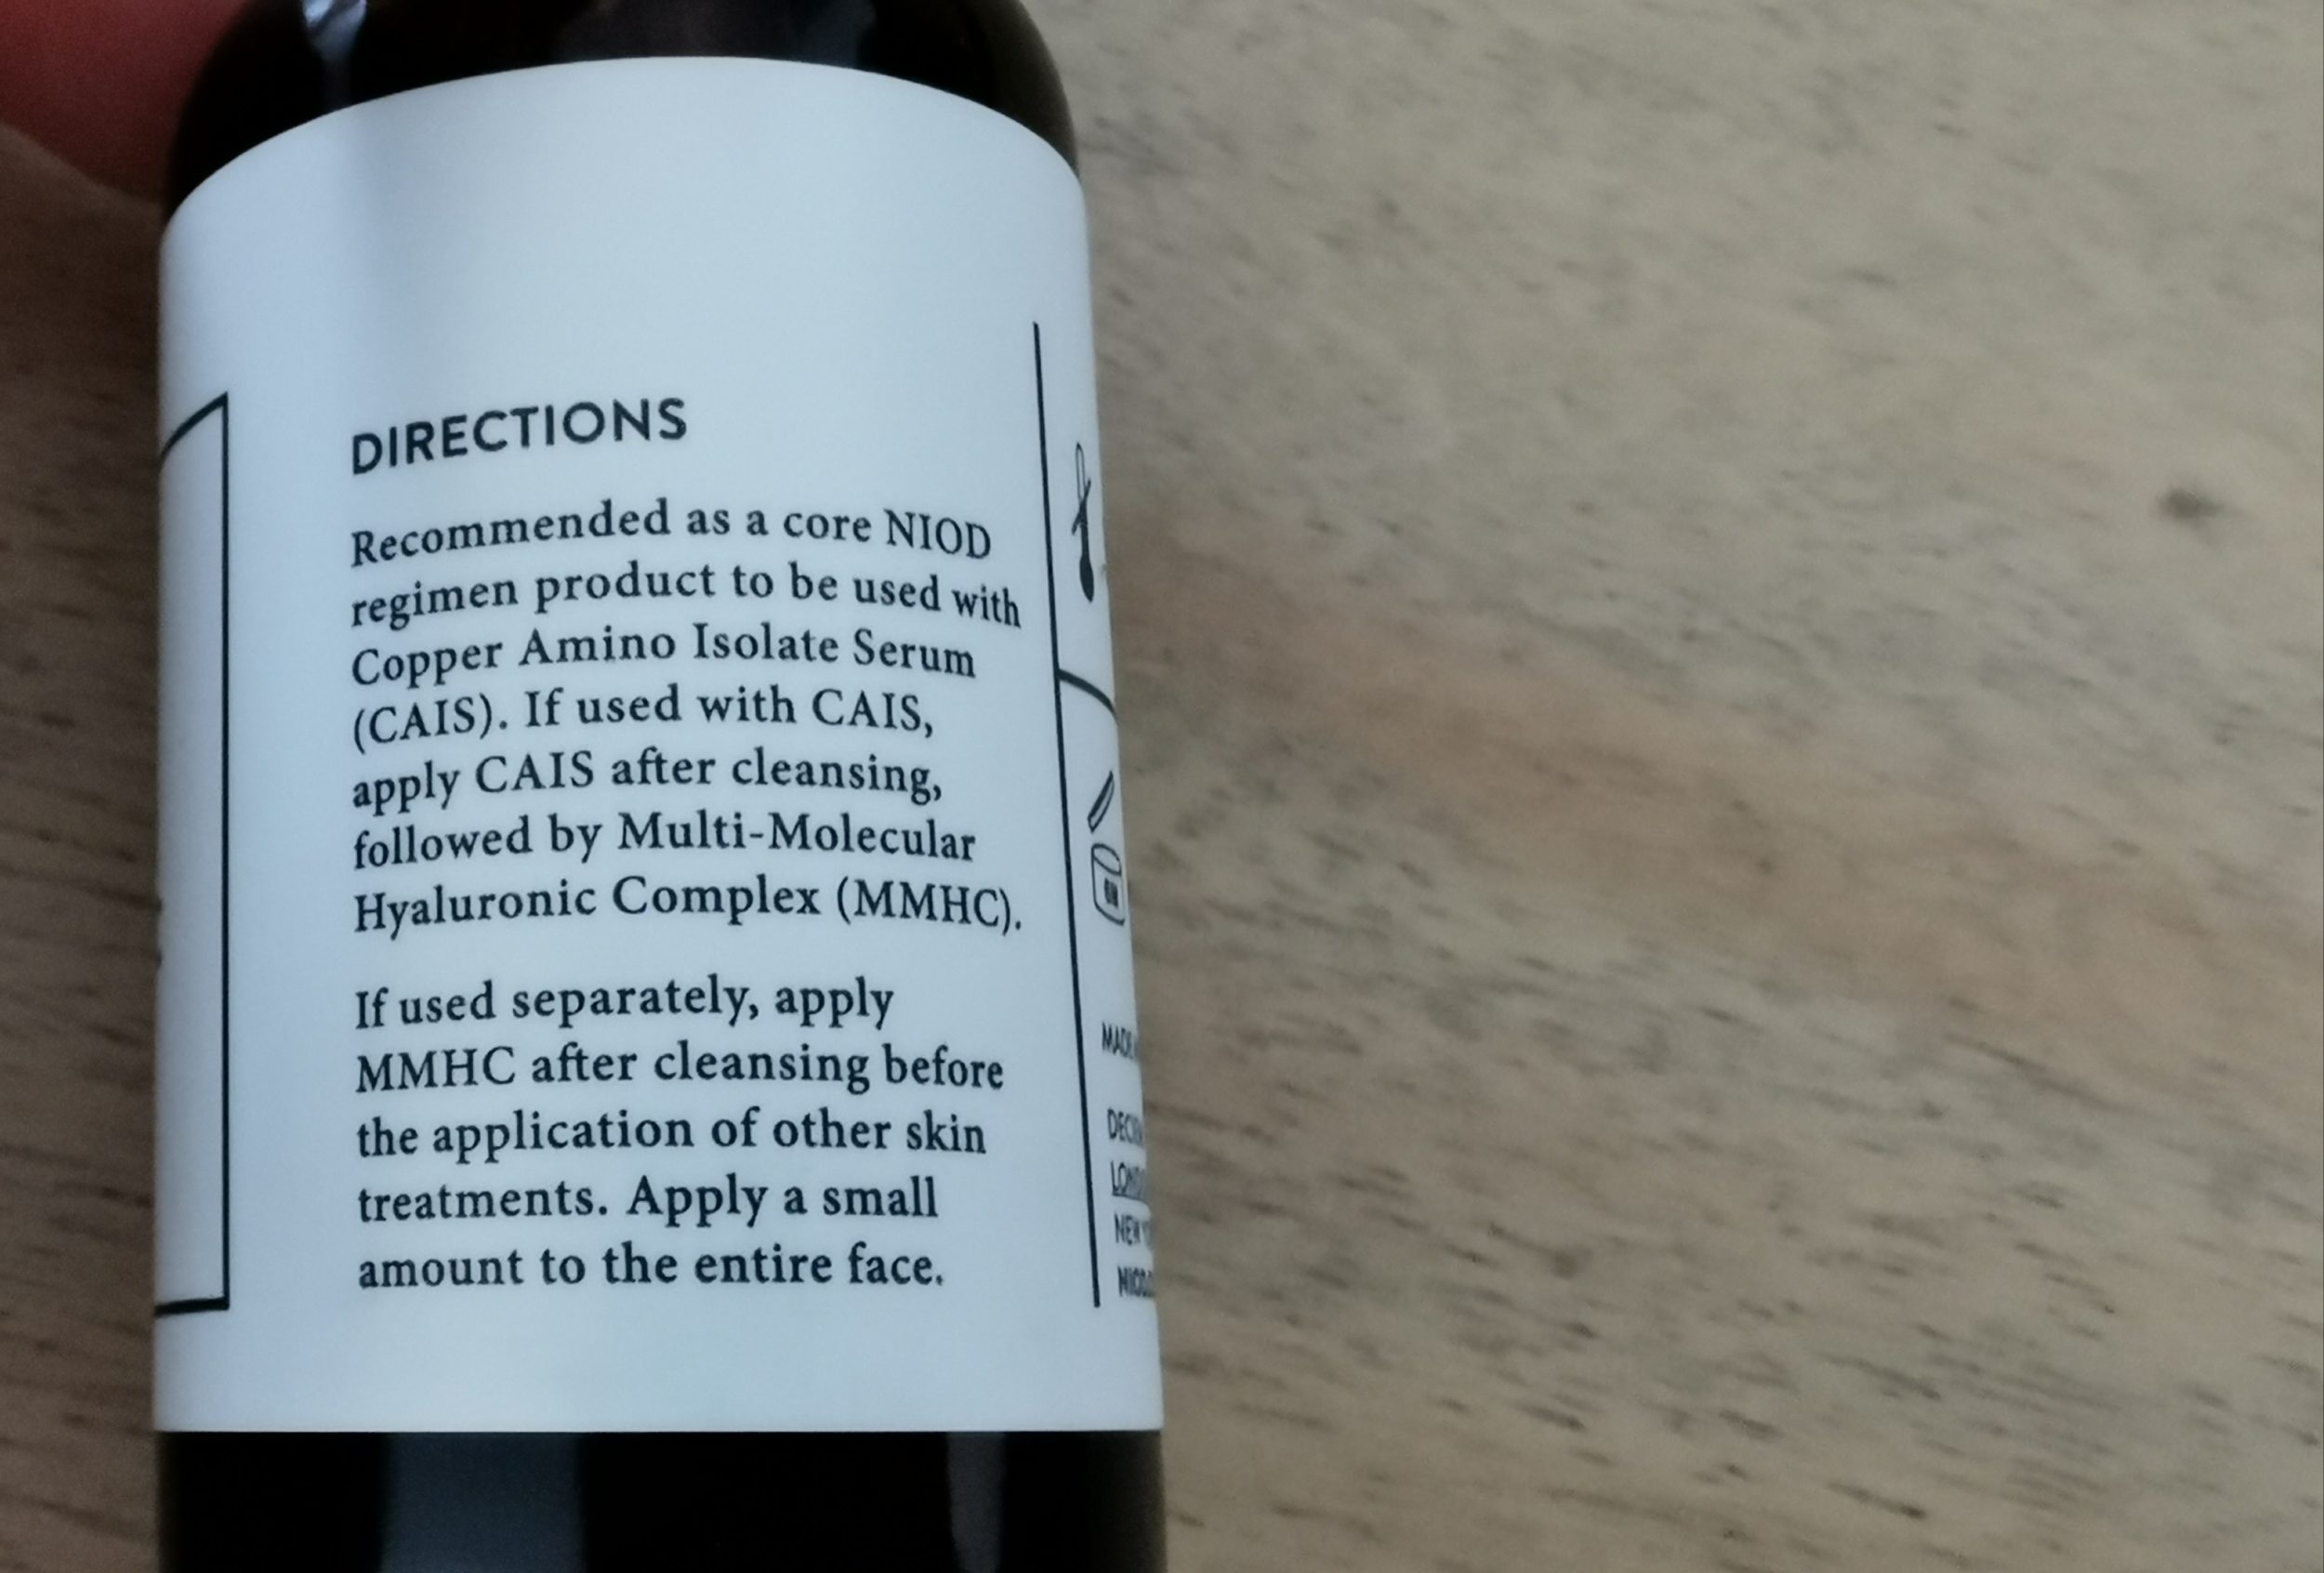 DIRECTIONS
Recommended as a core NIOD
regimen product to be used with
Copper Amino Isolate Serum
(CAIS). If used with CAIS,
apply CAIS after cleansing,
followed by Multi-Molecular
Hyaluronic Complex (MMHC).
If used separately, apply
MMHC after cleansing before
the application of other skin
treatments. Apply a small
amount to the entire face.
NEW